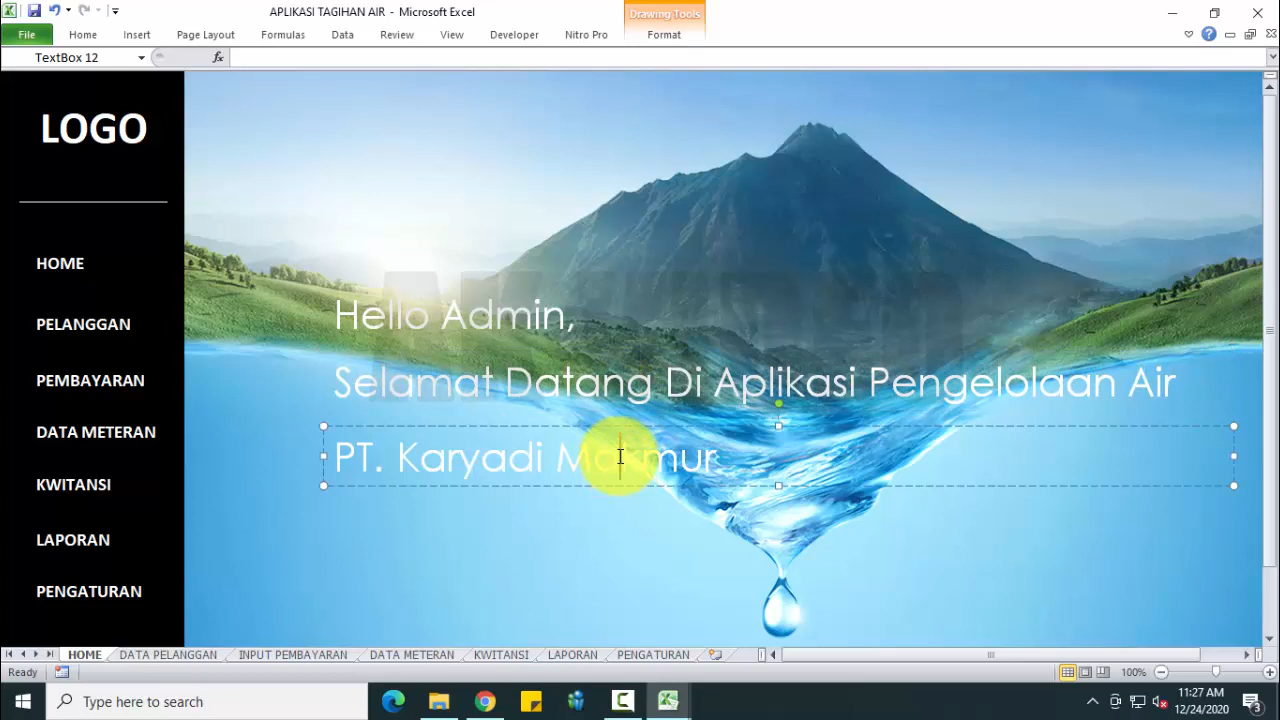 APLIKASI TAGIHAN AIR - Microsoft Excel
Drawing Tools
File
Home
Insert
Page Layout
Formulas
Data
Review
View
Developer
Nitro Pro
Format
TextBox 12
fx
LOGO
HOME
PELANGGAN
PEMBAYARAN
DATA METERAN
KWITANSI
LAPORAN
PENGATURAN
Hello Admin,
Selamat Datang Di Aplikasi Pengelolaan Air
PT. Karyadi Makmur
HOME
DATA PELANGGAN
INPUT PEMBAYARAN
DATA METERAN
KWITANSI
LAPORAN
PENGATURAN
Ready
100%
Type here to search
11:27 AM
12/24/2020
3